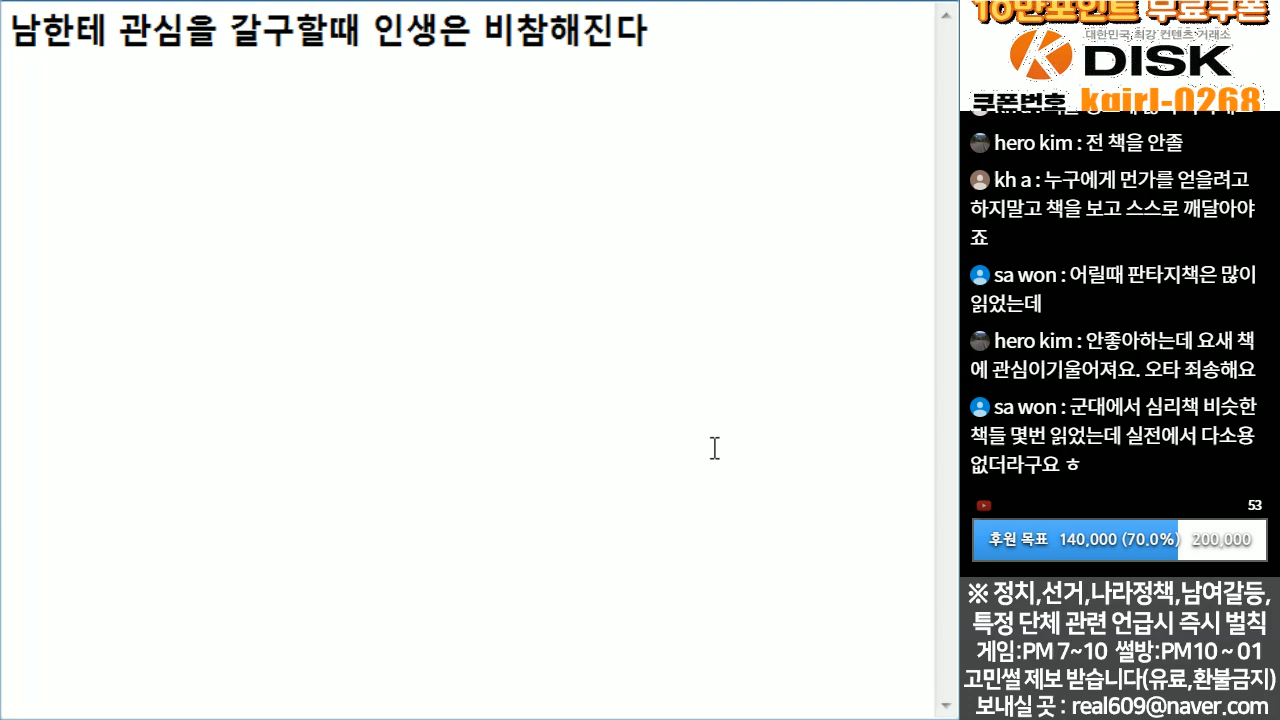 남한테 관심을 갈구할때 인생은 비참해진다
10만포인트 무료쿠폰
대한민국 최강 컨텐츠 거래소
K DISK
쿠폰번호 kgirl-0268
hero kim : 전 책을 안졸
kh a : 누구에게 먼가를 얻을려고
하지말고 책을 보고 스스로 깨달아야
죠
sa won : 어릴때 판타지책은 많이
읽었는데
hero kim : 안좋아하는데 요새 책
에 관심이기울어져요. 오타 죄송해요
sa won : 군대에서 심리책 비슷한
책들 몇번 읽었는데 실전에서 다소용
없더라구요 ㅎ
53
후원 목표 140,000 (70.0%) 200,000
※ 정치,선거,나라정책,남여갈등,
특정 단체 관련 언급시 즉시 벌칙
게임:PM 7~10 썰방:PM10 ~ 01
고민썰 제보 받습니다(유료,환불금지)
보내실 곳 : real609@naver.com